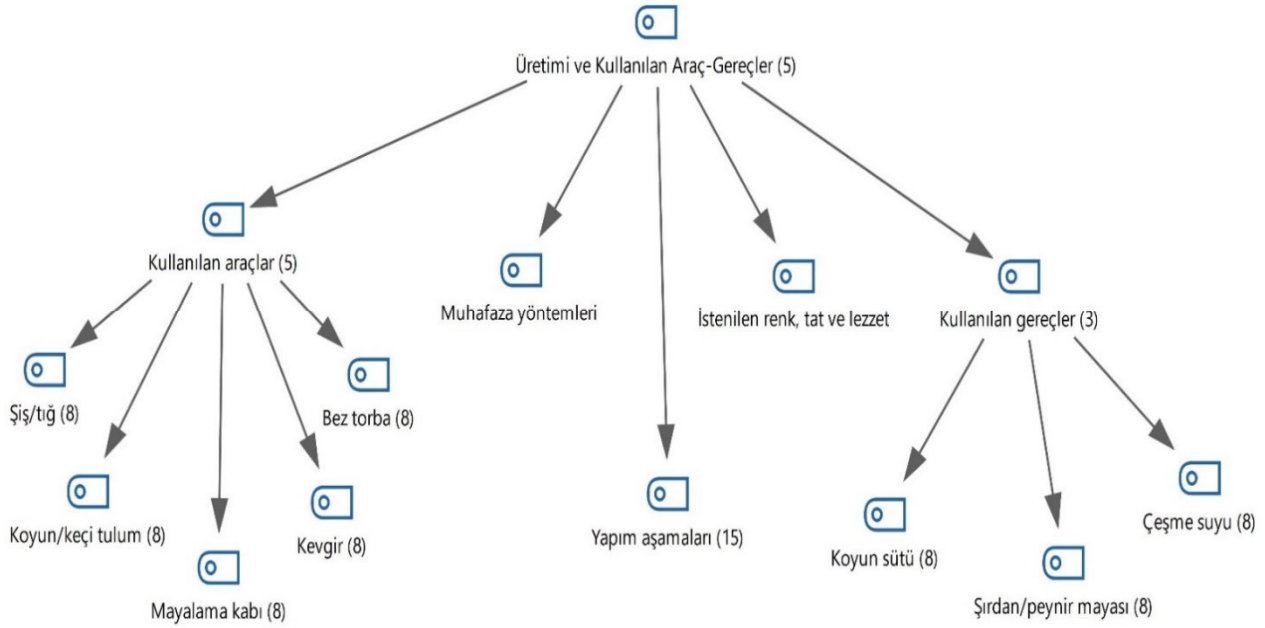 Üretimi ve Kullanılan Araç-Gereçler (5)
Kullanılan araçlar (5)
Muhafaza yöntemleri
İstenilen renk, tat ve lezzet
Kullanılan gereçler (3)
Şiş/tığ (8)
Bez torba (8)
Koyun/keçi tulum (8)
Kevgir (8)
Mayalama kabı (8)
Yapım aşamaları (15)
Koyun sütü (8)
Şırdan/peynir mayası (8)
Çeşme suyu (8)